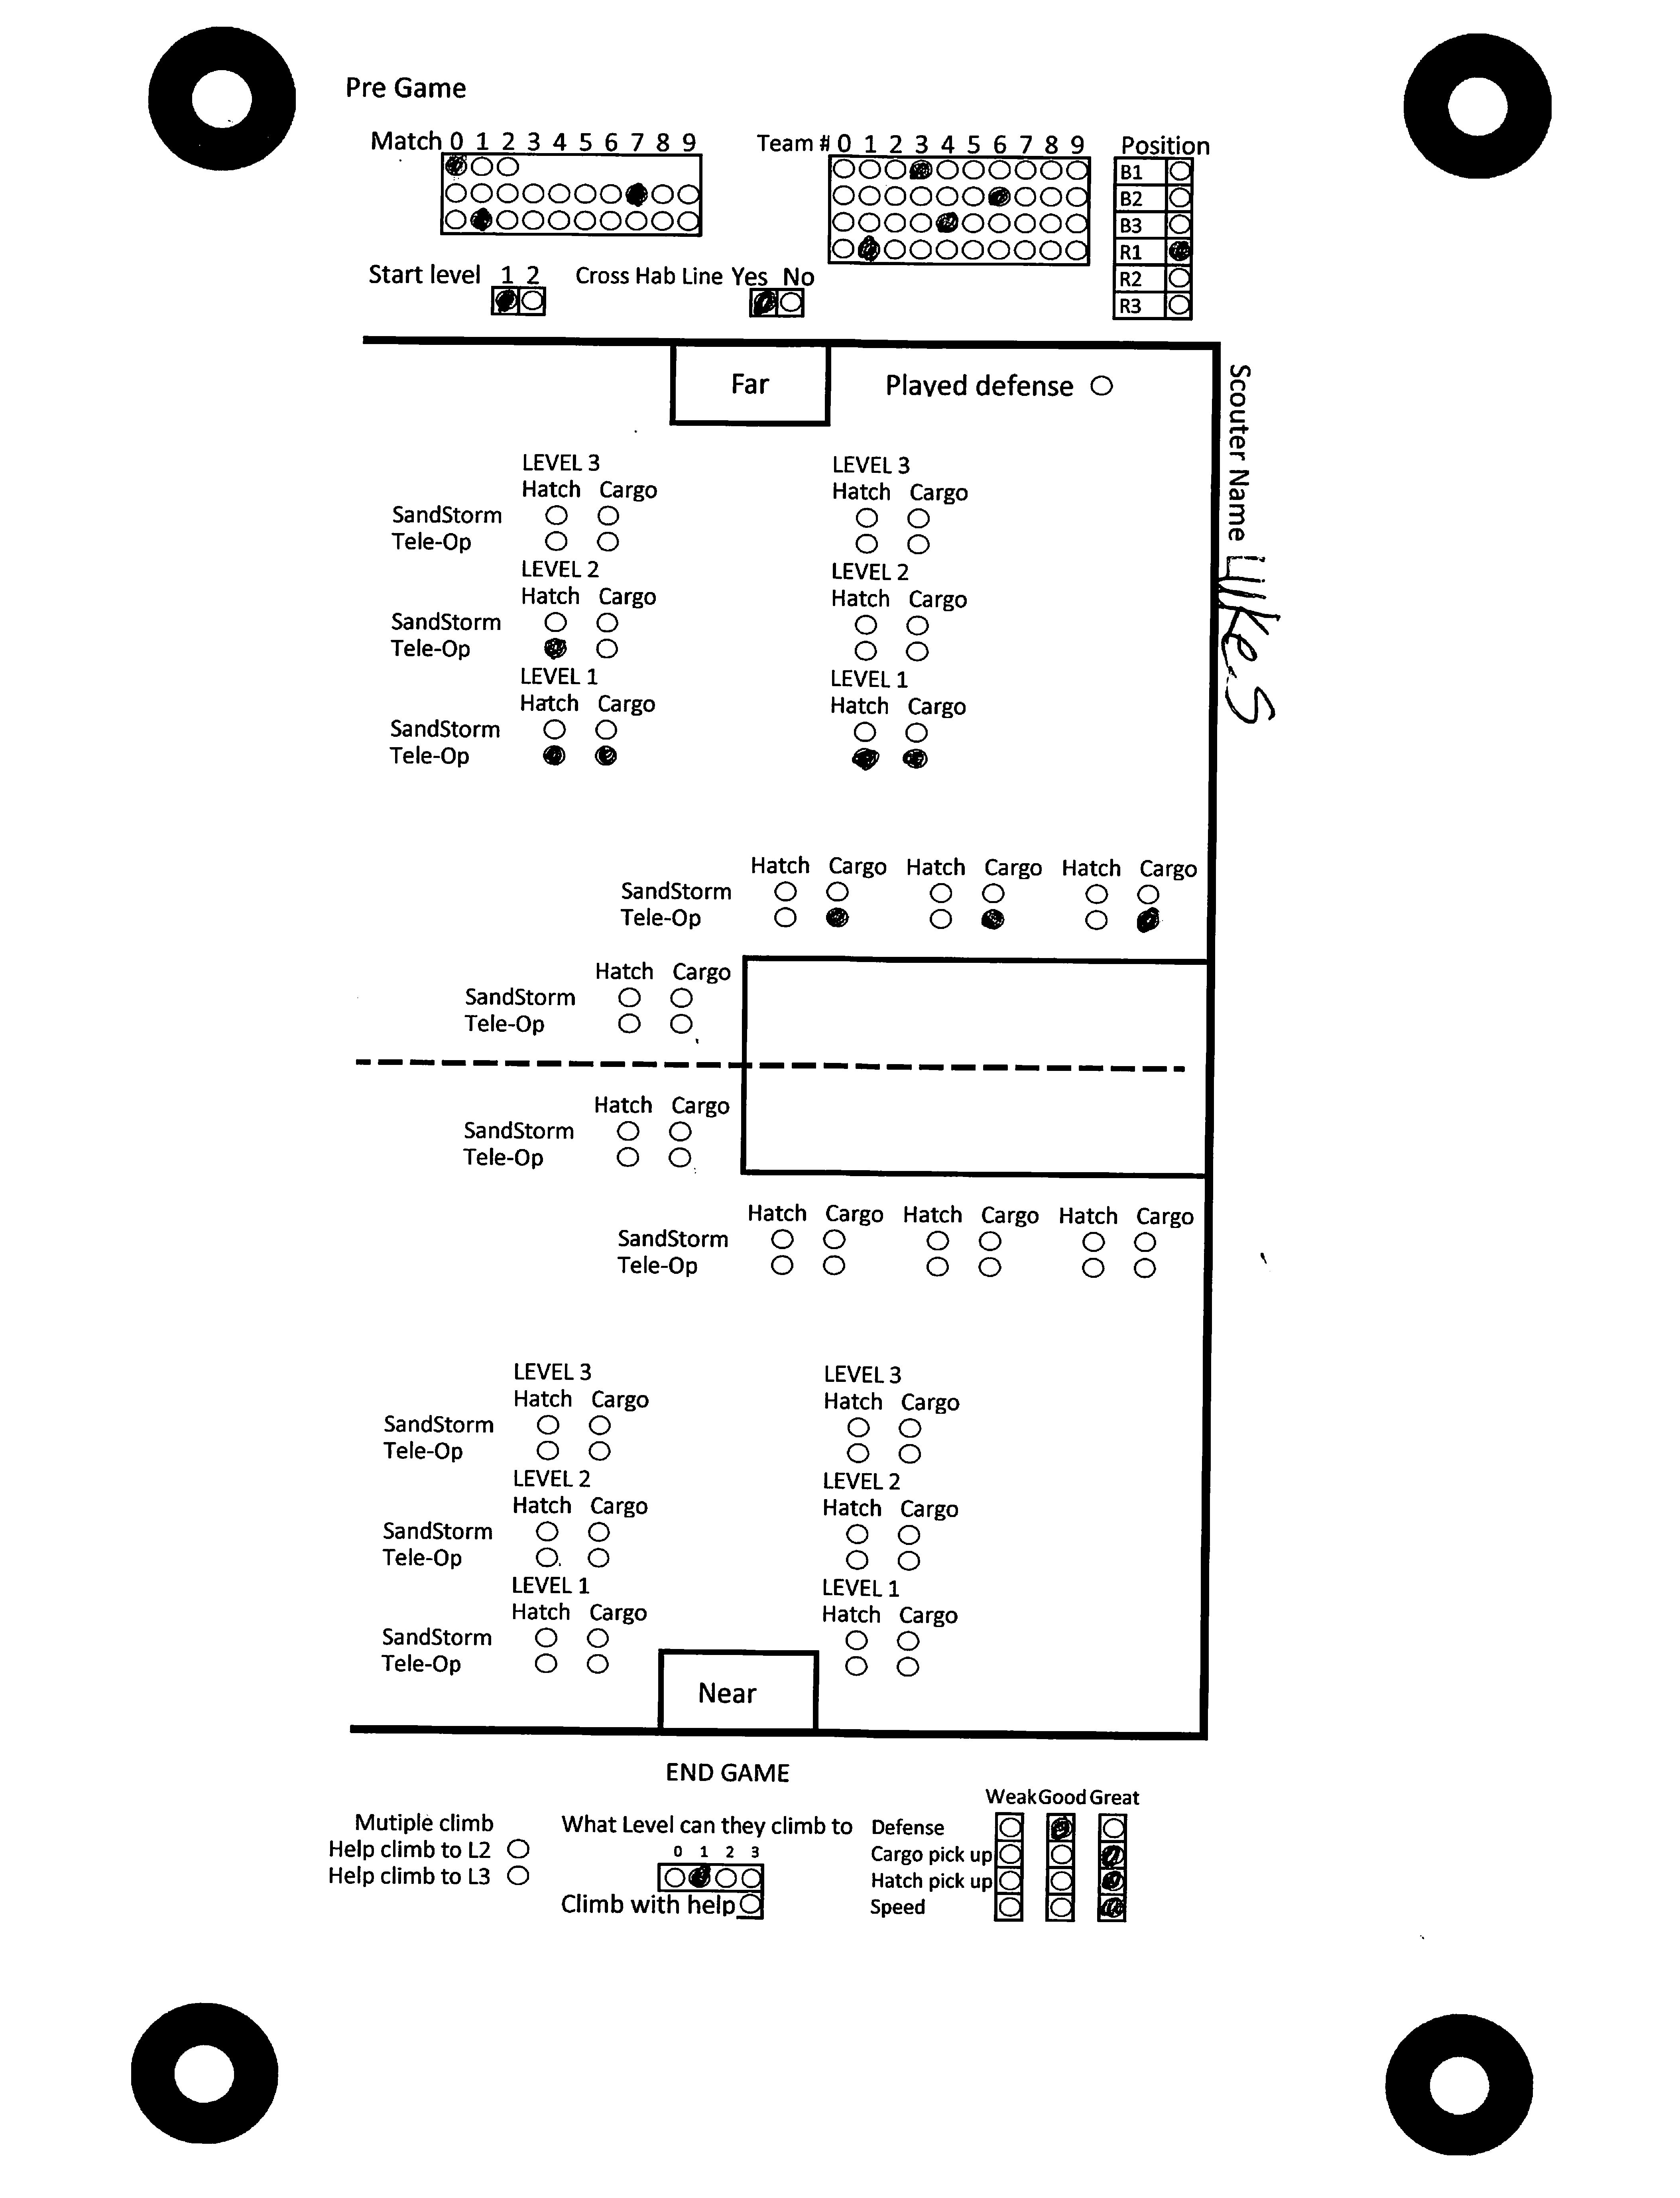 Pre Game
Match 0 1 2 3 4 5 6 7 8 9
Team # 0 1 2 3 4 5 6 7 8 9
Position
B1
B2
B3
R1
R2
R3
Start level 1 2
Cross Hab Line Yes No
Far
Played defense
Scouter Name Luke.S
LEVEL 3 LEVEL 3
Hatch Cargo Hatch Cargo
SandStorm
Tele-Op
LEVEL 2 LEVEL 2
Hatch Cargo Hatch Cargo
SandStorm
Tele-Op
LEVEL 1 LEVEL 1
Hatch Cargo Hatch Cargo
SandStorm
Tele-Op
Hatch Cargo Hatch Cargo Hatch Cargo
SandStorm
Tele-Op
Hatch Cargo
SandStorm
Tele-Op
Hatch Cargo
SandStorm
Tele-Op
Hatch Cargo Hatch Cargo Hatch Cargo
SandStorm
Tele-Op
LEVEL 3 LEVEL 3
Hatch Cargo Hatch Cargo
SandStorm
Tele-Op
LEVEL 2 LEVEL 2
Hatch Cargo Hatch Cargo
SandStorm
Tele-Op
LEVEL 1 LEVEL 1
Hatch Cargo Hatch Cargo
SandStorm
Tele-Op
Near
END GAME
Mutiple climb
Help climb to L2
Help climb to L3
What Level can they climb to
0 1 2 3
Climb with help
Weak Good Great
Defense
Cargo pick up
Hatch pick up
Speed